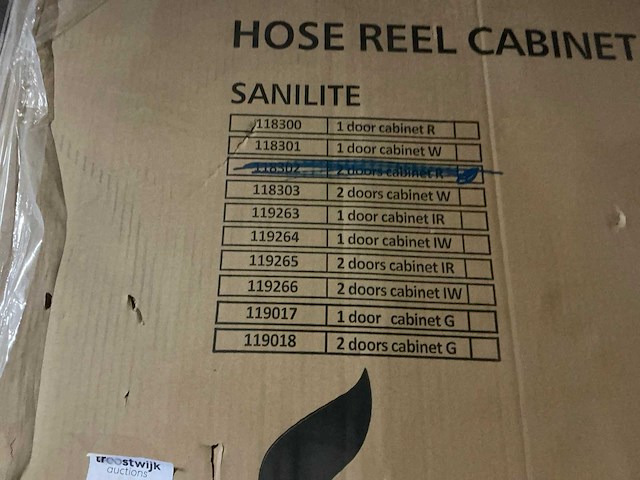 HOSE REEL CABINET
SANILITE
118300 1 door cabinet R
118301 1 door cabinet W
118302 2 doors cabinet R
118303 2 doors cabinet W
119263 1 door cabinet IR
119264 1 door cabinet IW
119265 2 doors cabinet IR
119266 2 doors cabinet IW
119017 1 door cabinet G
119018 2 doors cabinet G
troostwijk
auctions